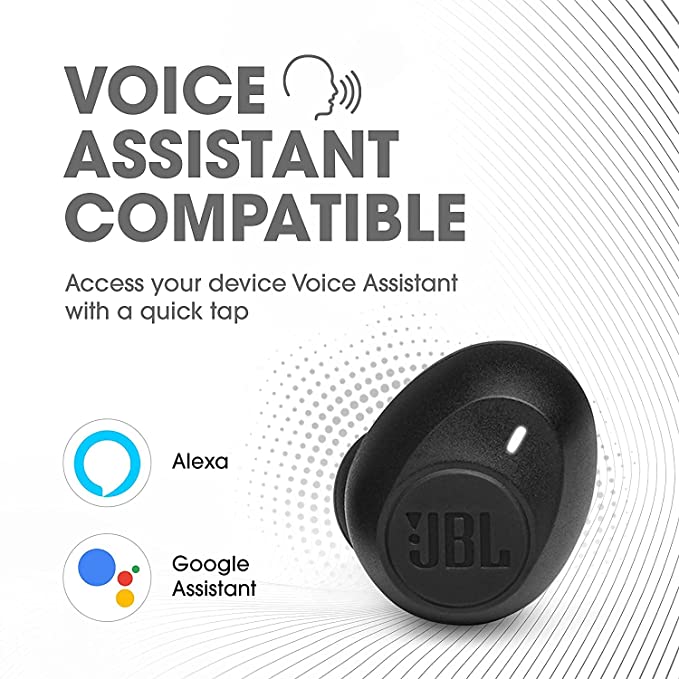 VOICE
ASSISTANT
COMPATIBLE
Access your device Voice Assistant
with a quick tap
Alexa
Google
Assistant
JBL